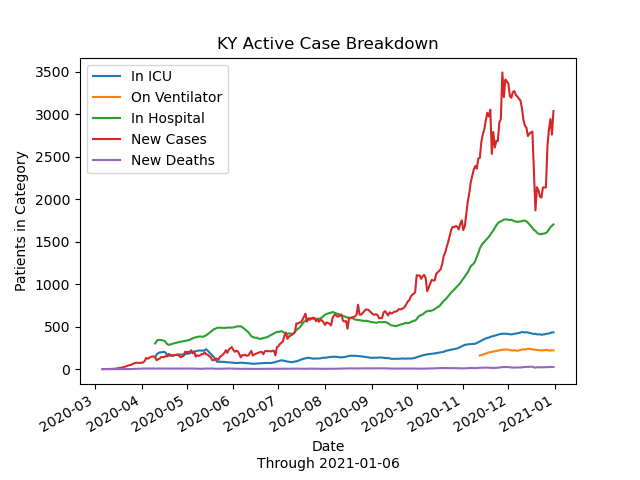 KY Active Case Breakdown
In ICU
On Ventilator
In Hospital
New Cases
New Deaths
Patients in Category
3500
3000
2500
2000
1500
1000
500
0
2020-03
2020-04
2020-05
2020-06
2020-07
2020-08
2020-09
2020-10
2020-11
2020-12
2021-01
Date
Through 2021-01-06